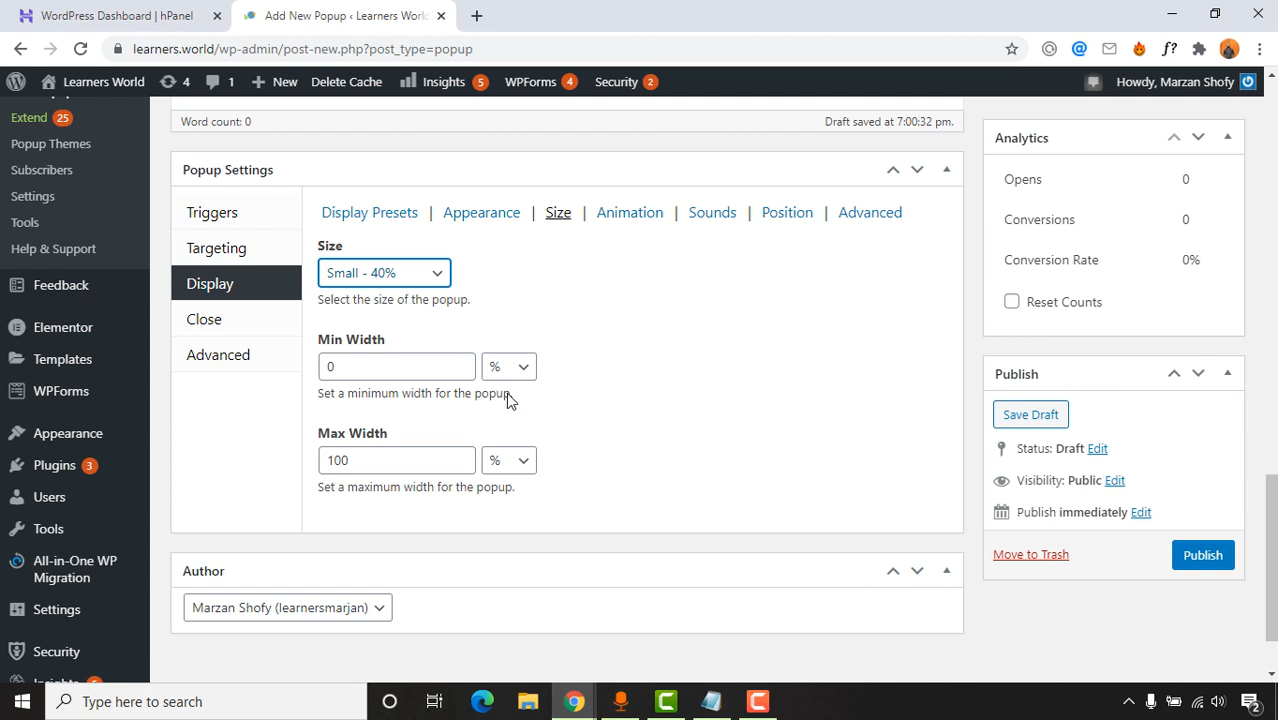 WordPress Dashboard | hPanel
Add New Popup ‹ Learners World
learners.world/wp-admin/post-new.php?post_type=popup
Learners World
4
1
New
Delete Cache
Insights 5
WPForms 4
Security 2
Howdy, Marzan Shofy
Extend 25
Popup Themes
Subscribers
Settings
Tools
Help & Support
Feedback
Elementor
Templates
WPForms
Appearance
Plugins 3
Users
Tools
All-in-One WP
Migration
Settings
Security
Word count: 0
Draft saved at 7:00:32 pm.
Popup Settings
Triggers
Targeting
Display
Close
Advanced
Display Presets | Appearance | Size | Animation | Sounds | Position | Advanced
Size
Small - 40%
Select the size of the popup.
Min Width
0
%
Set a minimum width for the popup.
Max Width
100
%
Set a maximum width for the popup.
Author
Marzan Shofy (learnersmarjan)
Analytics
Opens 0
Conversions 0
Conversion Rate 0%
Reset Counts
Publish
Save Draft
Status: Draft Edit
Visibility: Public Edit
Publish immediately Edit
Move to Trash
Publish
Type here to search
2